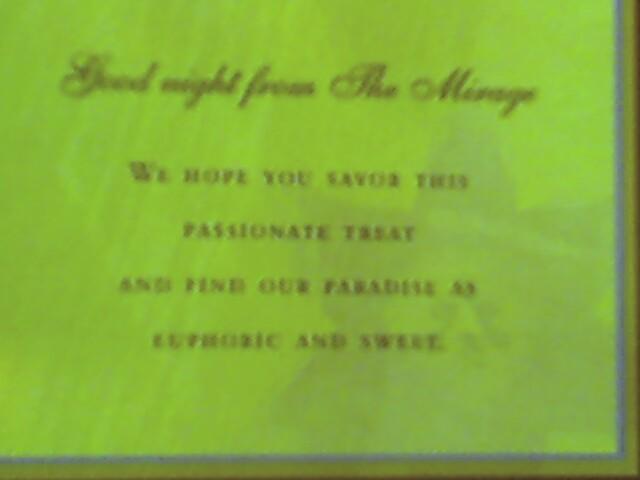 Good night from The Mirage
WE HOPE YOU SAVOR THIS
PASSIONATE TREAT
AND FIND OUR PARADISE AS
EUPHORIC AND SWEET.